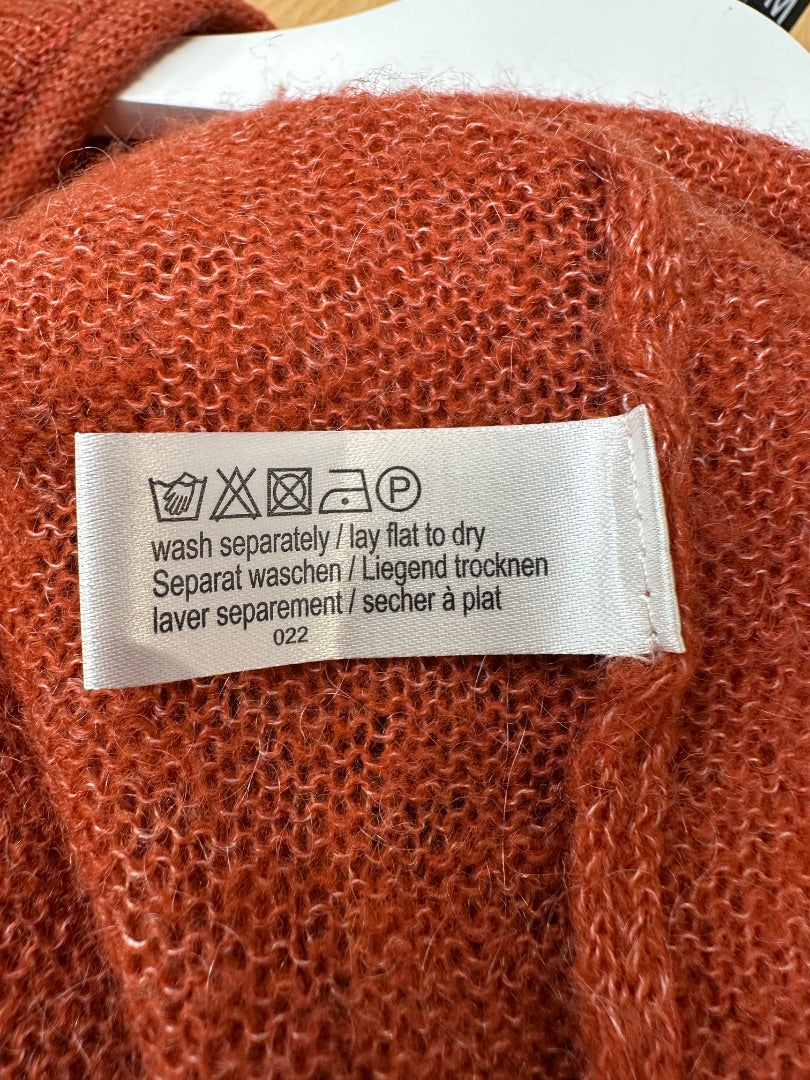 M
P
wash separately / lay flat to dry
Separat waschen / Liegend trocknen
laver separement / secher à plat
022